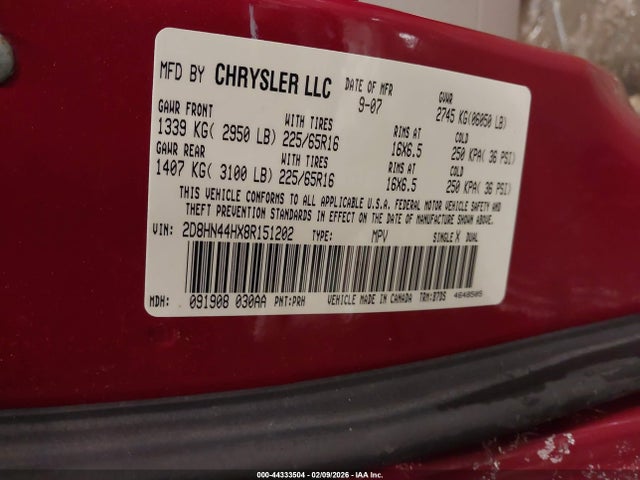 MFD BY CHRYSLER LLC DATE OF MFR 9-07 GVWR 2745 KG(06050 LB)
GAWR FRONT WITH TIRES RIMS AT COLD
1339 KG( 2950 LB) 225/65R16 16X6.5 250 KPA( 36 PSI)
GAWR REAR WITH TIRES RIMS AT COLD
1407 KG( 3100 LB) 225/65R16 16X6.5 250 KPA( 36 PSI)
THIS VEHICLE CONFORMS TO ALL APPLICABLE U.S.A. FEDERAL MOTOR VEHICLE SAFETY AND
THEFT PREVENTION STANDARDS IN EFFECT ON THE DATE OF MANUFACTURE SHOWN ABOVE.
VIN: 2D8HN44HX8R151202 TYPE: MPV SINGLE X DUAL
MDH: 091908 030AA PNT:PRH VEHICLE MADE IN CANADA TRM:B7DS 4648505
000-44333504 - 02/09/2026 - IAA Inc.